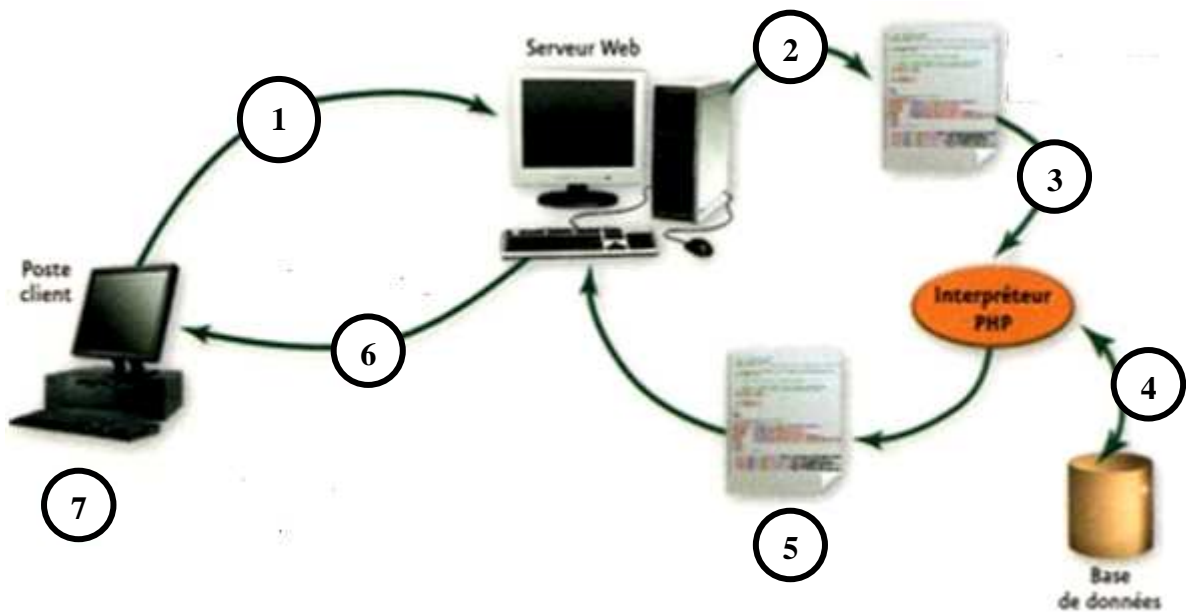 Serveur Web
2
1
3
Poste
client
Interpréteur
PHP
6
4
7
5
Base
de données